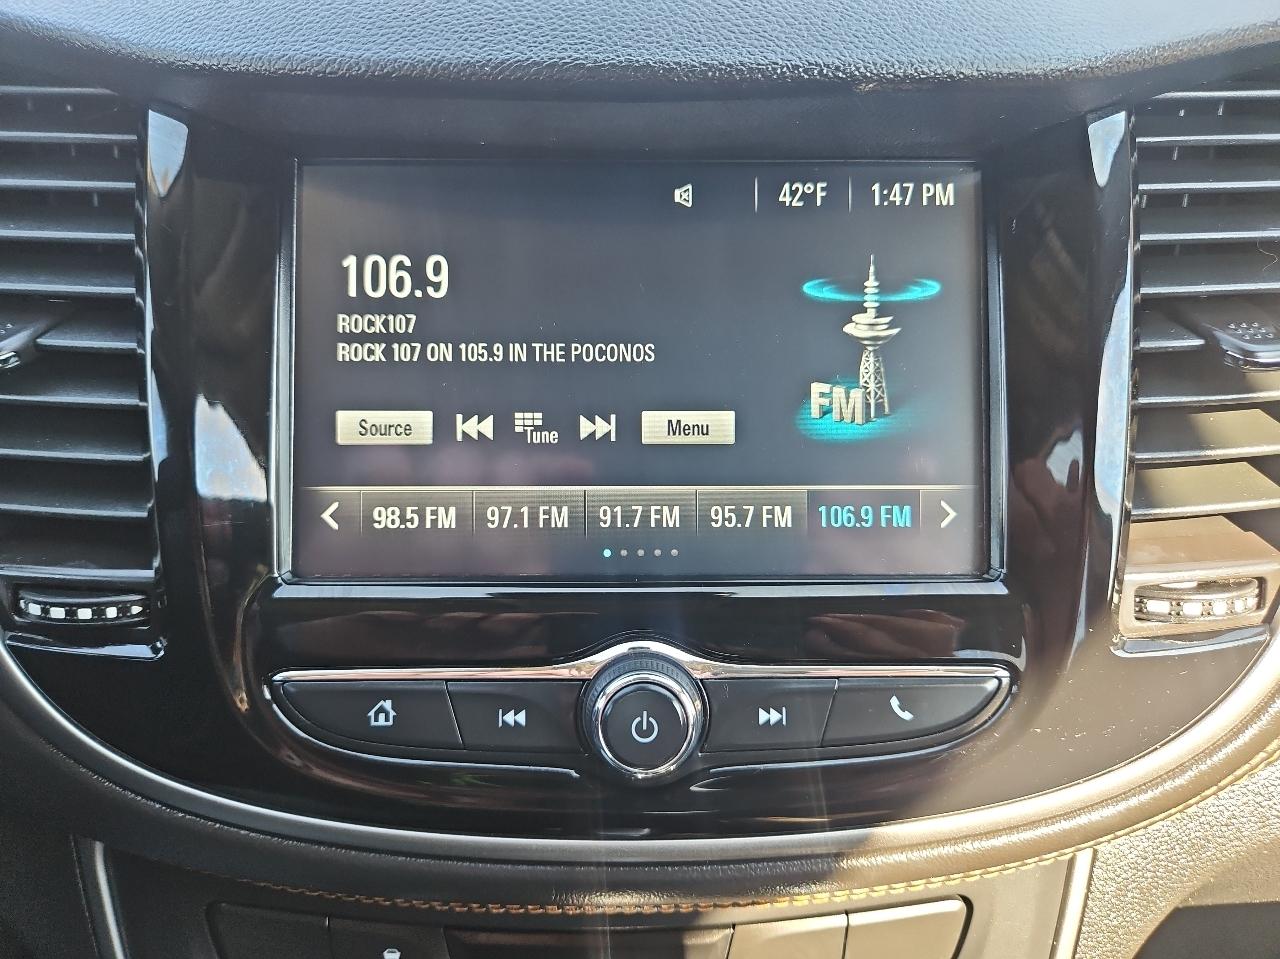 42°F 1:47 PM
106.9
ROCK107
ROCK 107 ON 105.9 IN THE POCONOS
FM
Source Tune Menu
98.5 FM 97.1 FM 91.7 FM 95.7 FM 106.9 FM